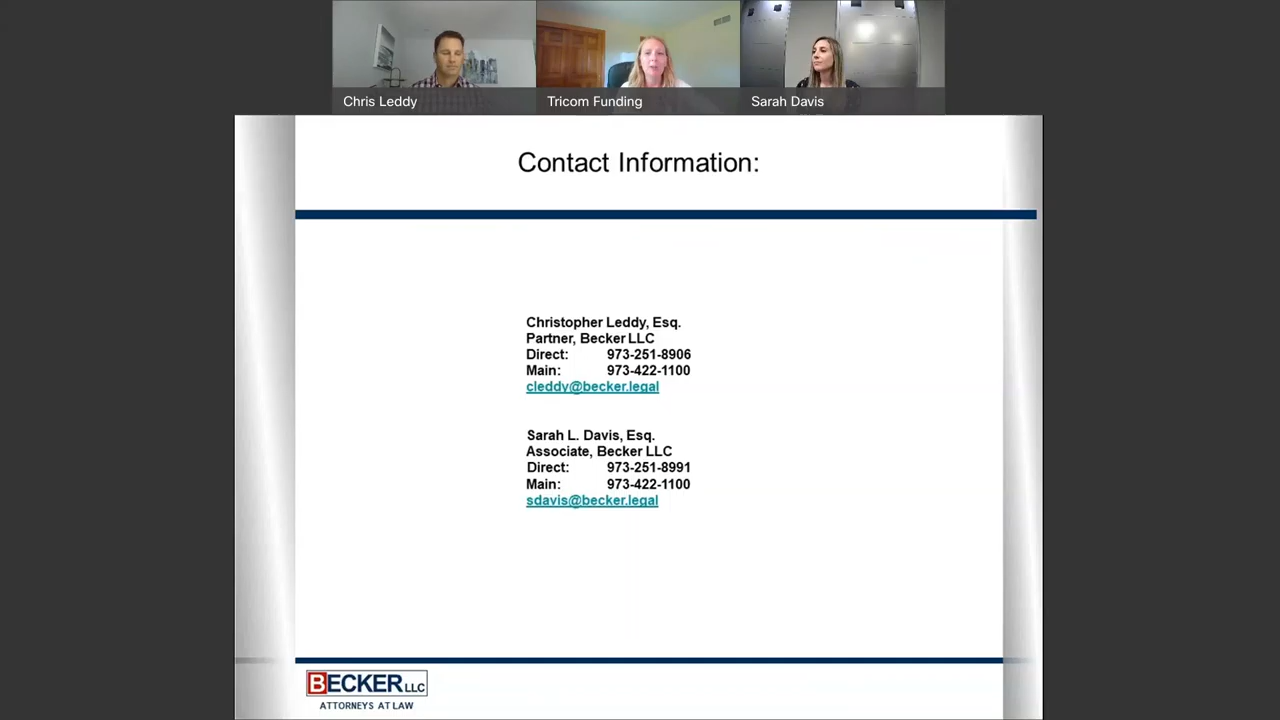 Chris Leddy
Tricom Funding
Sarah Davis
Contact Information:
Christopher Leddy, Esq.
Partner, Becker LLC
Direct: 973-251-8906
Main: 973-422-1100
cleddy@becker.legal
Sarah L. Davis, Esq.
Associate, Becker LLC
Direct: 973-251-8991
Main: 973-422-1100
sdavis@becker.legal
BECKER LLC
ATTORNEYS AT LAW